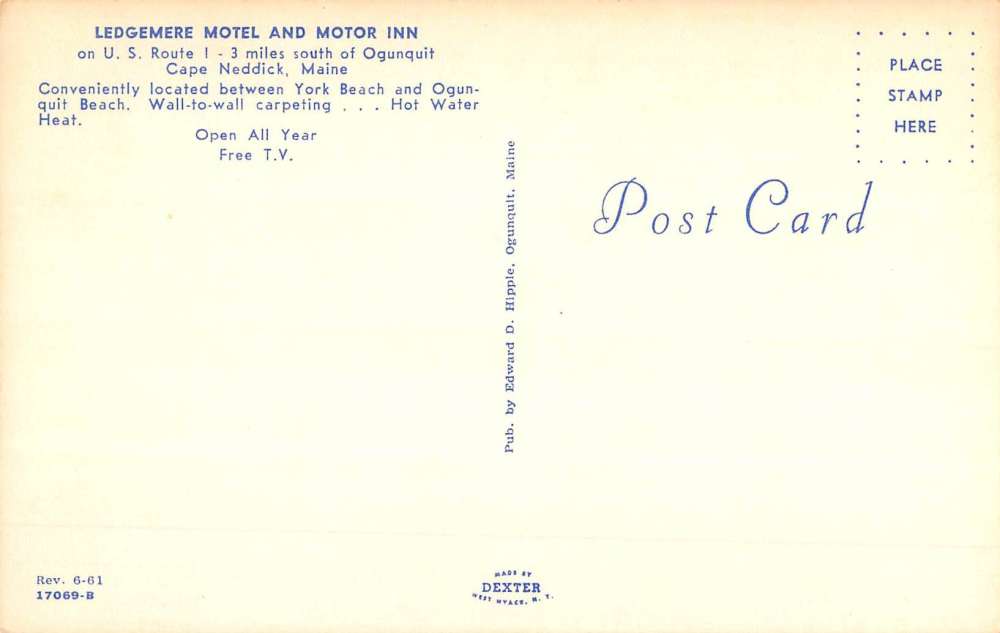 LEDGEMERE MOTEL AND MOTOR INN
on U. S. Route 1 - 3 miles south of Ogunquit
Cape Neddick, Maine
Conveniently located between York Beach and Ogun-
quit Beach. Wall-to-wall carpeting . . . Hot Water
Heat.
Open All Year
Free T.V.
Pub. by Edward D. Hipple, Ogunquit, Maine
PLACE
STAMP
HERE
Post Card
Rev. 6-61
17069-B
MADE BY
DEXTER
WEST NYACK, N. Y.